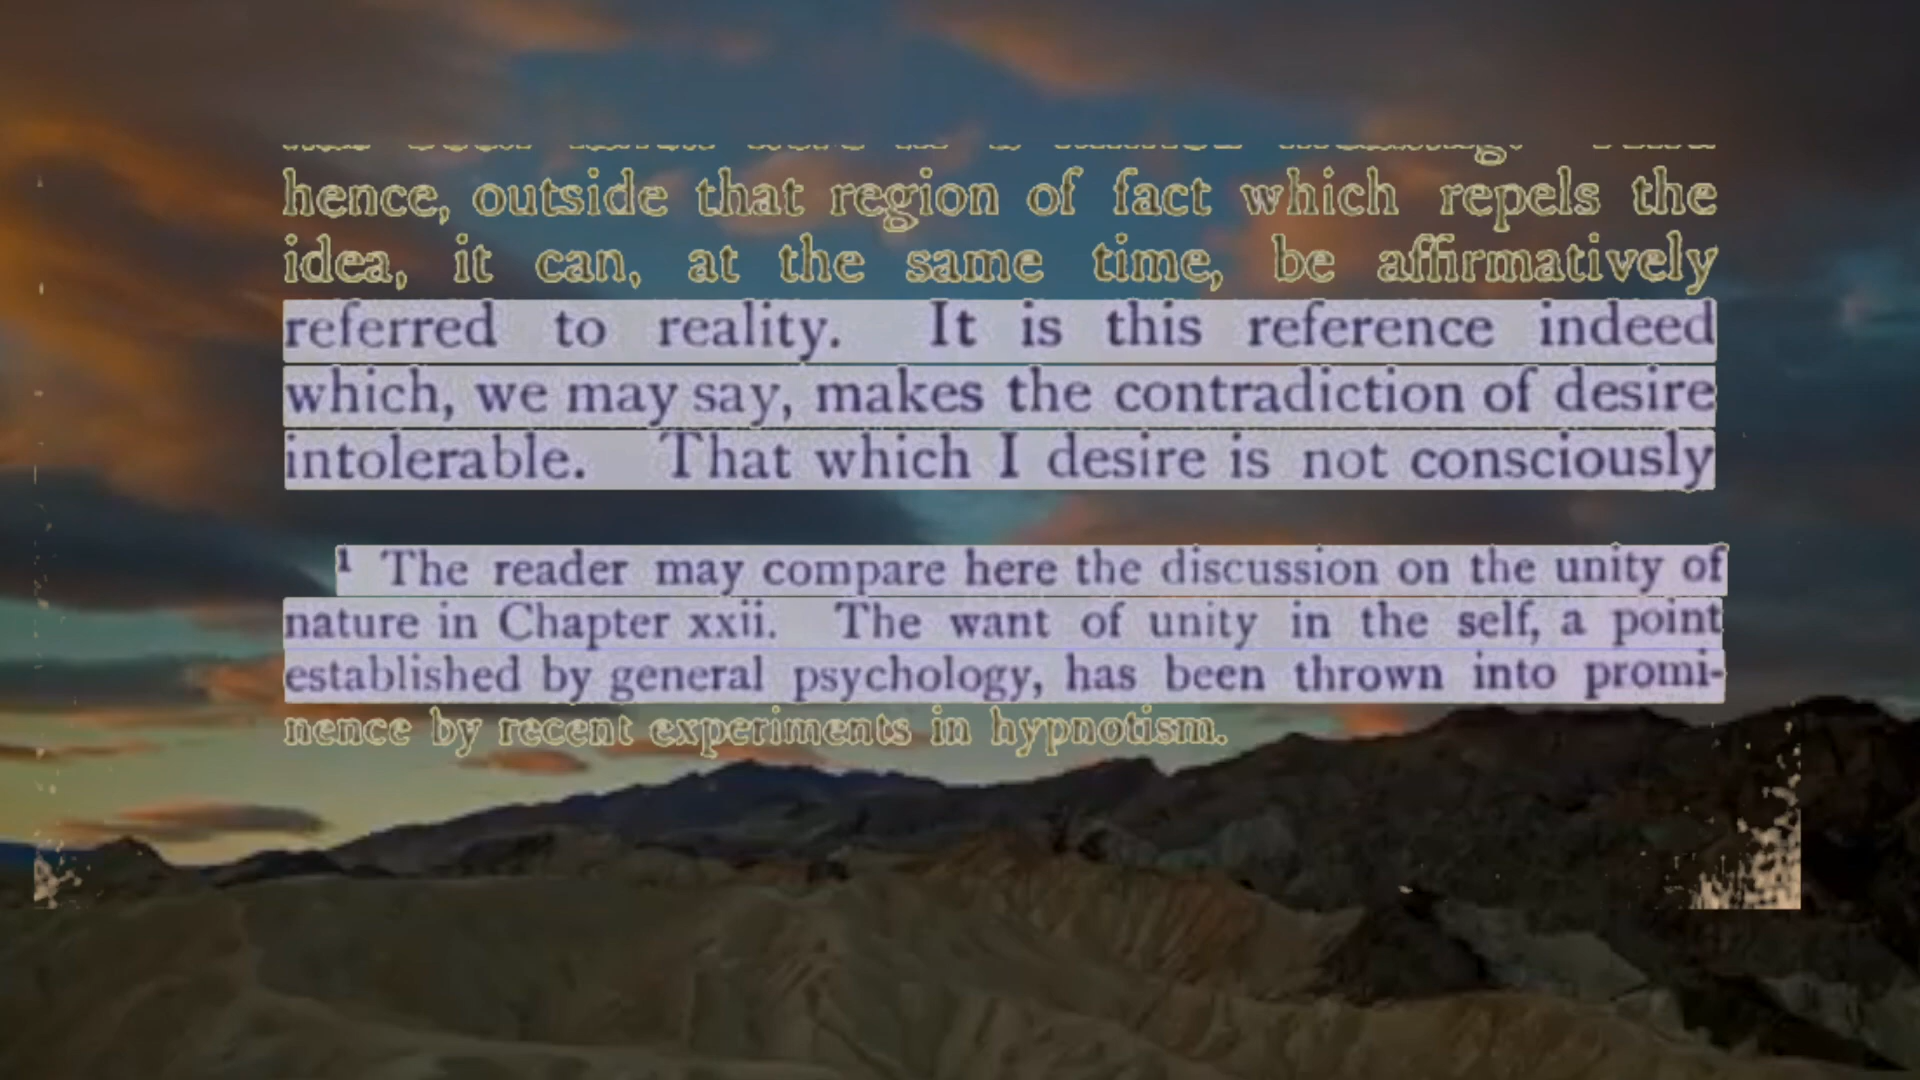 hence, outside that region of fact which repels the
idea, it can, at the same time, be affirmatively
referred to reality. It is this reference indeed
which, we may say, makes the contradiction of desire
intolerable. That which I desire is not consciously
¹ The reader may compare here the discussion on the unity of
nature in Chapter xxii. The want of unity in the self, a point
established by general psychology, has been thrown into promi-
nence by recent experiments in hypnotism.